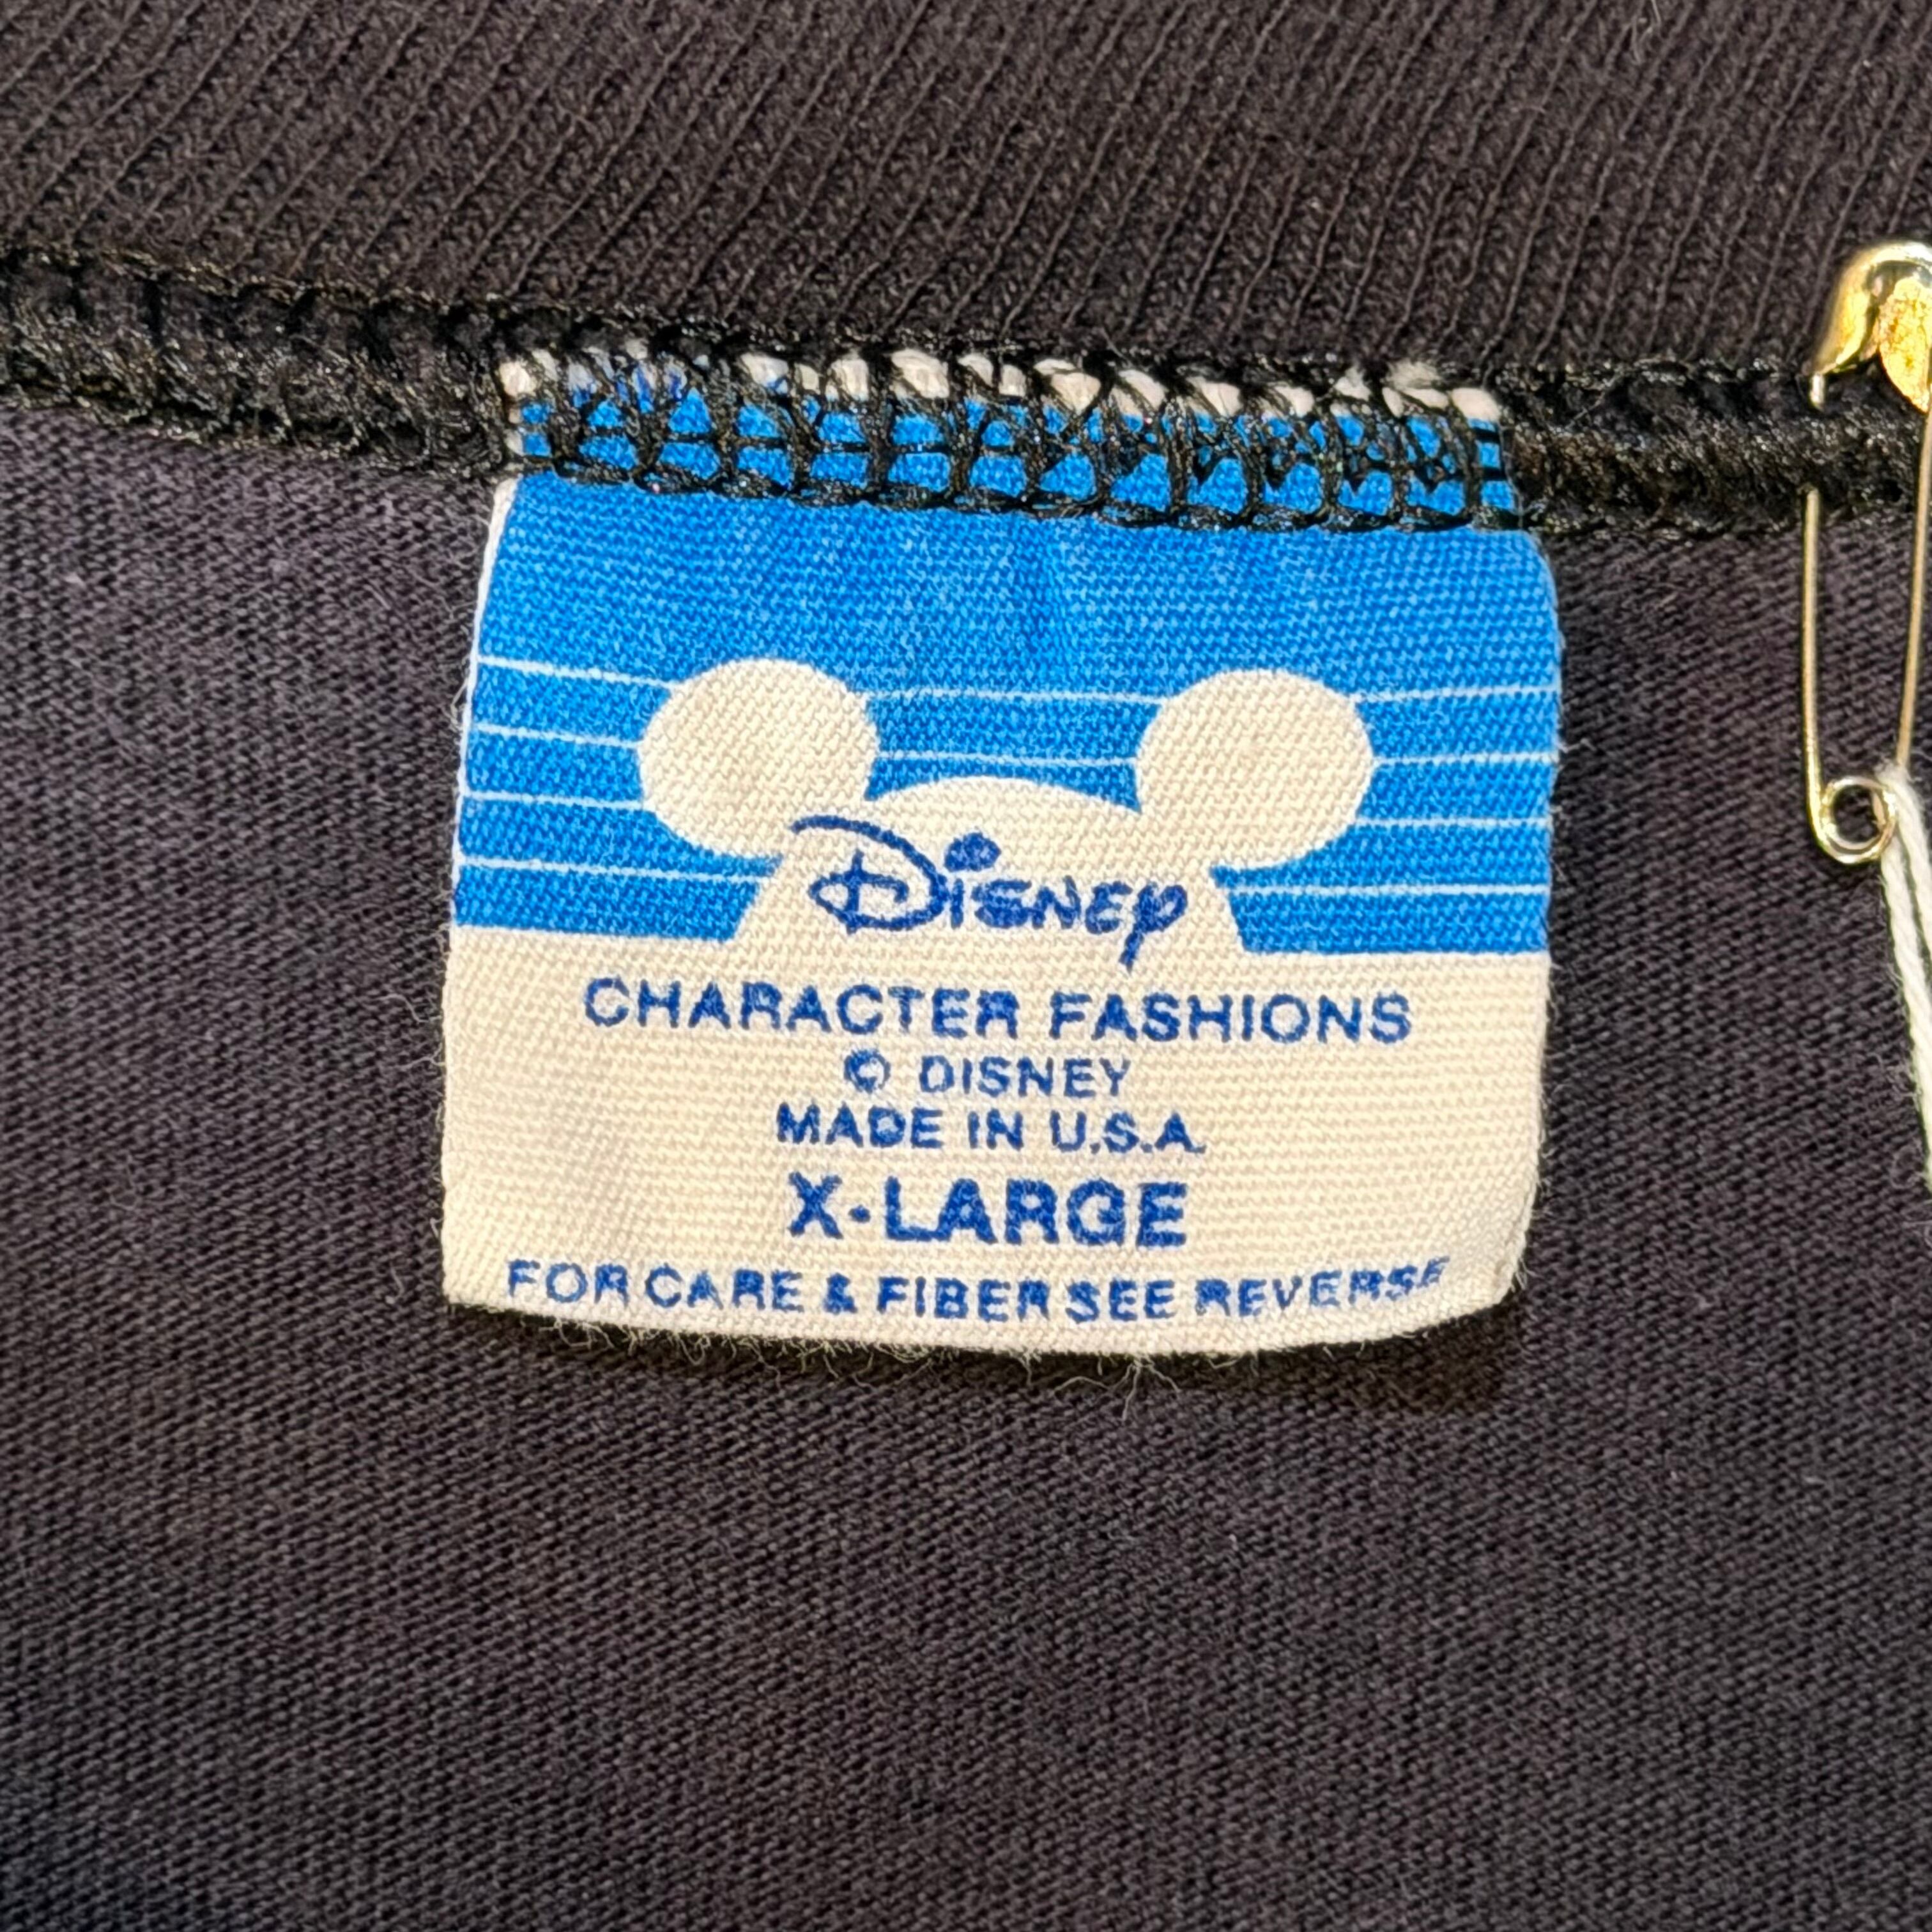 Disney
CHARACTER FASHIONS
© DISNEY
MADE IN U.S.A.
X-LARGE
FOR CARE & FIBER SEE REVERSE